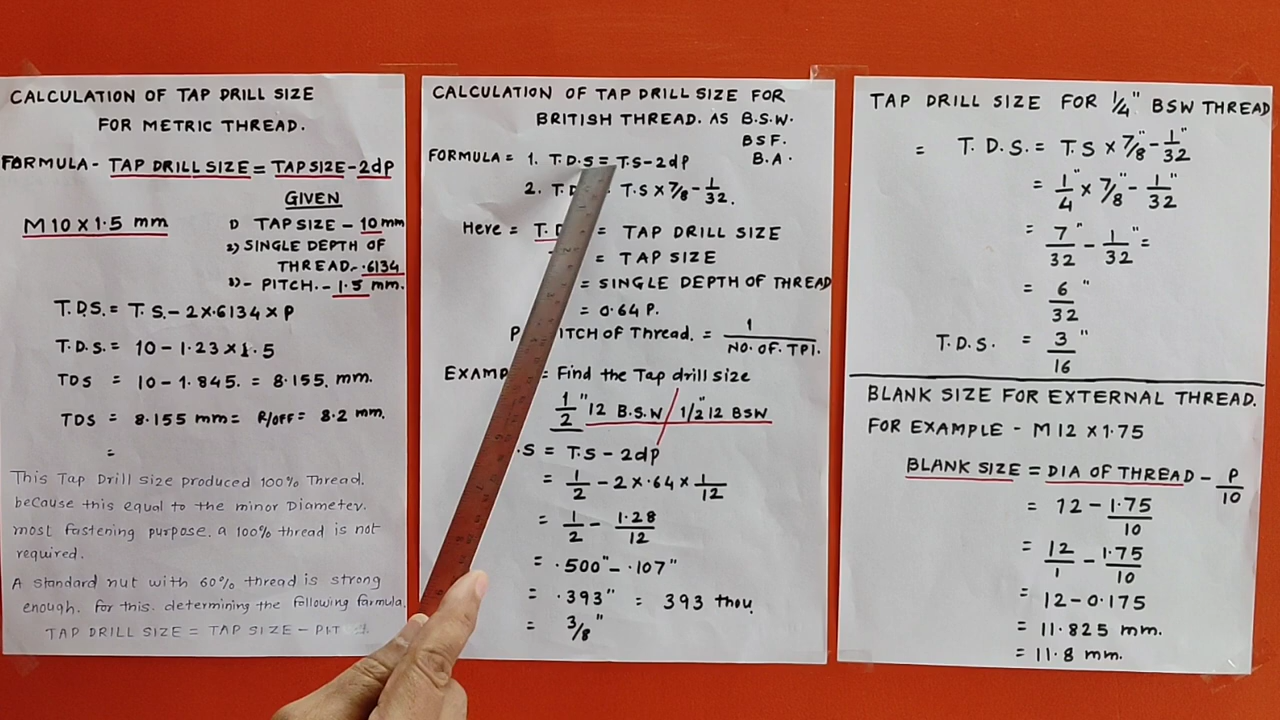 CALCULATION OF TAP DRILL SIZE
FOR METRIC THREAD.
FORMULA - TAP DRILL SIZE = TAP SIZE - 2dP
GIVEN
M10 X 1.5 mm
1) TAP SIZE - 10 mm
2) SINGLE DEPTH OF
THREAD - .6134
3) - PITCH. - 1.5 mm.
T.DS. = T.S. - 2 X .6134 X P
T.D.S. = 10 - 1.23 X 1.5
TDS = 10 - 1.845. = 8.155. mm.
TDS = 8.155 mm = R/OFF = 8.2 mm.
=
This Tap Drill size produced 100% Thread.
because this equal to the minor Diameter.
most fastening purpose. a 100% thread is not
required.
A standard nut with 60% thread is strong
enough. for this. determining the following formula.
TAP DRILL SIZE = TAP SIZE - PIT
CALCULATION OF TAP DRILL SIZE FOR
BRITISH THREAD. AS B.S.W.
BSF.
B.A.
FORMULA = 1. T.D.S = T.S - 2dP
2. T.D T.S X 7/8 - 1/32.
Here = T. = TAP DRILL SIZE
= TAP SIZE
= SINGLE DEPTH OF THREAD
= 0.64 P.
P ITCH OF Thread. = 1/NO. OF. TPI.
EXAMP = Find the Tap drill size
1/2" 12 B.S.W / 1/2" 12 BSW
.S = T.S - 2dP
= 1/2 - 2 X .64 X 1/12
= 1/2 - 1.28/12
= .500" - .107"
= .393" = 393 thou.
= 3/8"
TAP DRILL SIZE FOR 1/4" BSW THREAD
= T.D.S. = T.S X 7/8" - 1/32"
= 1/4" X 7/8" - 1/32"
= 7/32" - 1/32" =
= 6/32"
T.D.S. = 3/16"
BLANK SIZE FOR EXTERNAL THREAD.
FOR EXAMPLE - M12 X 1.75
BLANK SIZE = DIA OF THREAD - P/10
= 12 - 1.75/10
= 12/1 - 1.75/10
= 12 - 0.175
= 11.825 mm.
= 11.8 mm.